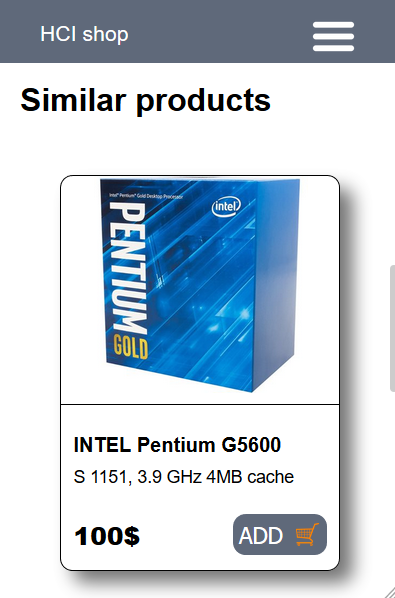 HCI shop
Similar products
Intel® Pentium® Gold Desktop Processor
intel
PENTIUM
GOLD
INTEL Pentium G5600
S 1151, 3.9 GHz 4MB cache
100$
ADD